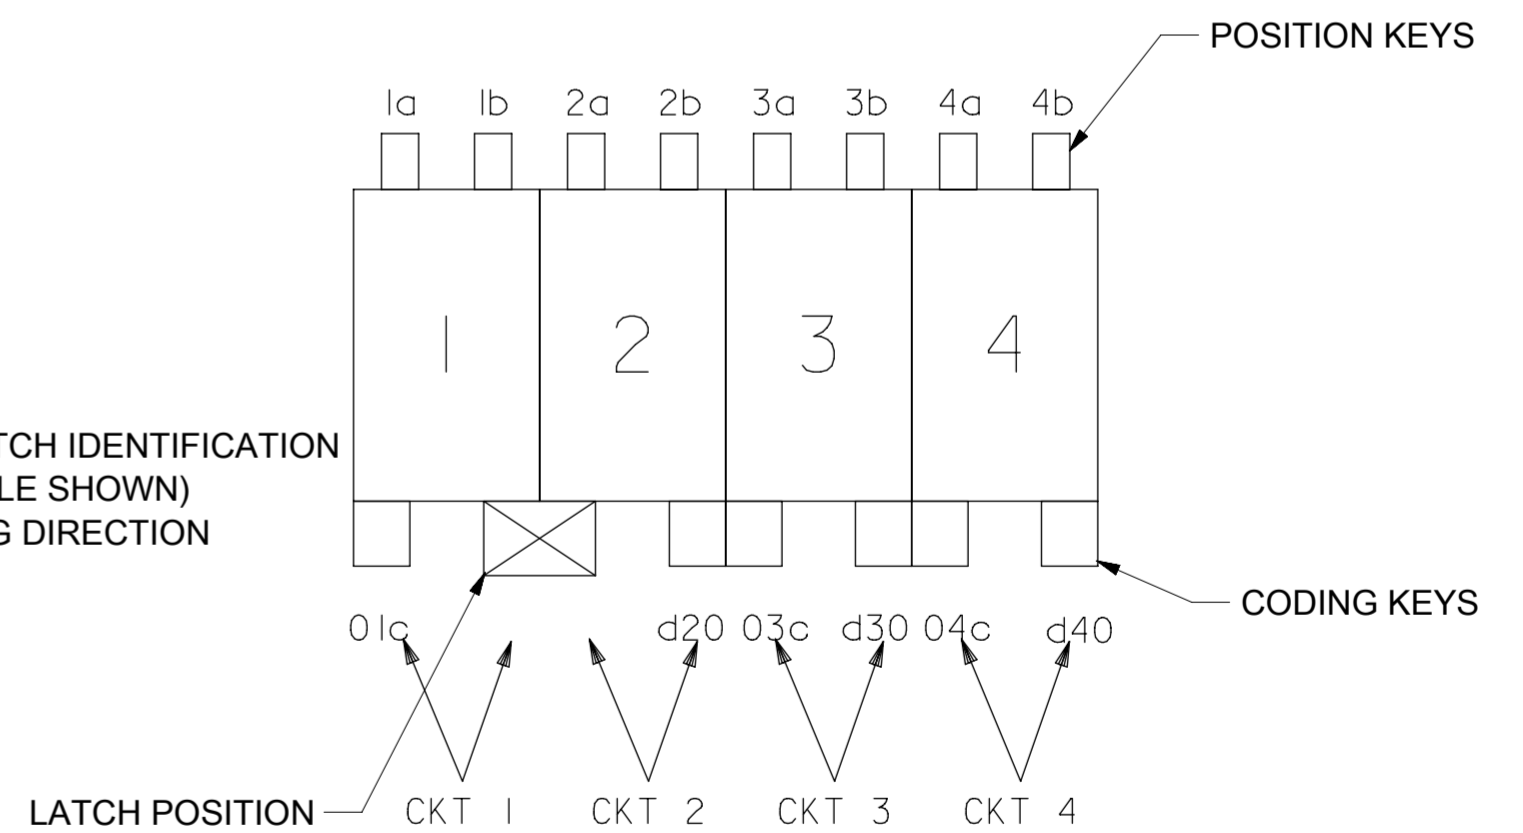 POSITION KEYS
1a 1b 2a 2b 3a 3b 4a 4b
1 2 3 4
TCH IDENTIFICATION
LE SHOWN)
G DIRECTION
CODING KEYS
01c d20 03c d30 04c d40
LATCH POSITION
CKT 1 CKT 2 CKT 3 CKT 4